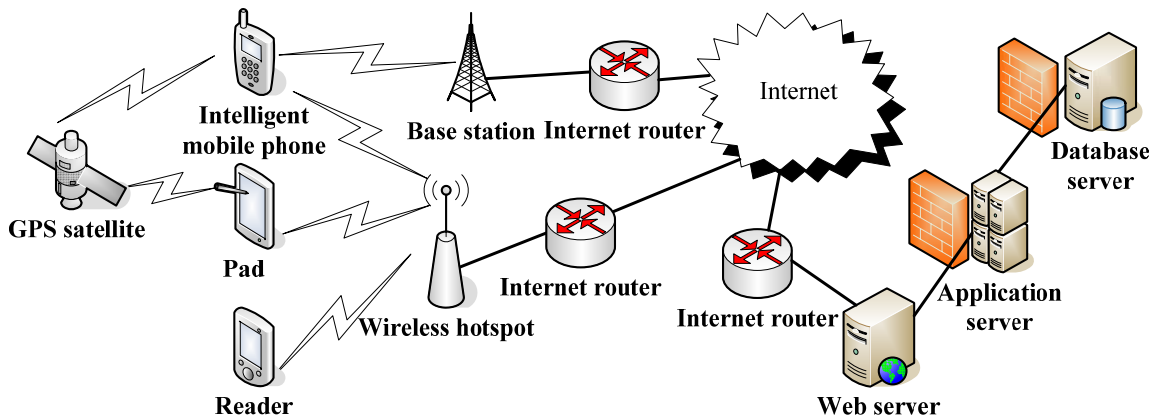 Intelligent
mobile phone
Base station
Internet router
Internet
Database
server
GPS satellite
Pad
Internet router
Wireless hotspot
Internet router
Application
server
Reader
Web server